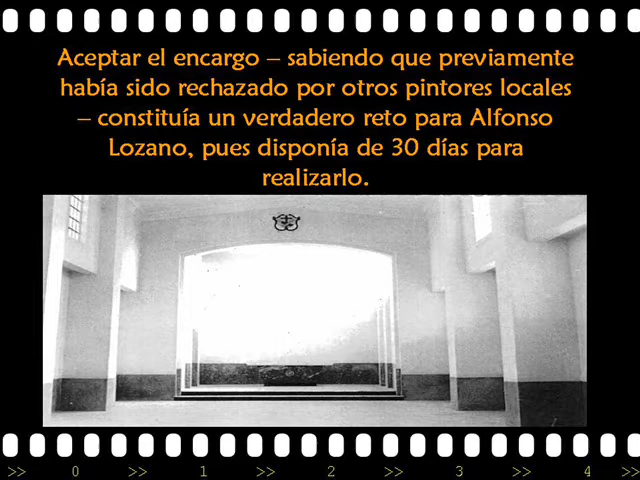 Aceptar el encargo – sabiendo que previamente
había sido rechazado por otros pintores locales
– constituía un verdadero reto para Alfonso
Lozano, pues disponía de 30 días para
realizarlo.
>> 0 >> 1 >> 2 >> 3 >> 4 >>